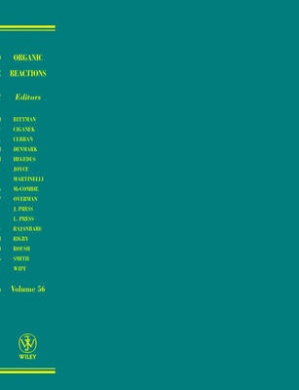 ORGANIC
REACTIONS
Editors
BITTMAN
CIGANEK
CURRAN
DENMARK
HEGEDUS
JOYCE
MARTINELLI
McCOMBIE
OVERMAN
J. PRESS
L. PRESS
RAJANBABU
RIGBY
ROUSH
SMITH
WIPF
Volume 56
WILEY